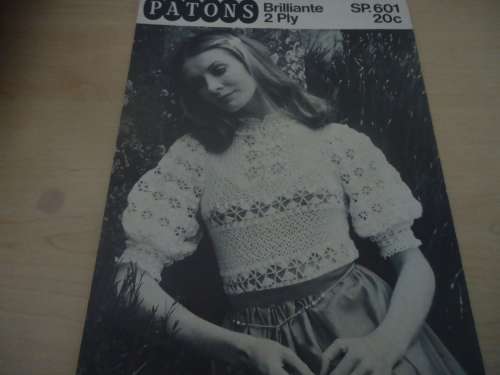 PATONS
Brilliante
2 Ply
SP.601
20c